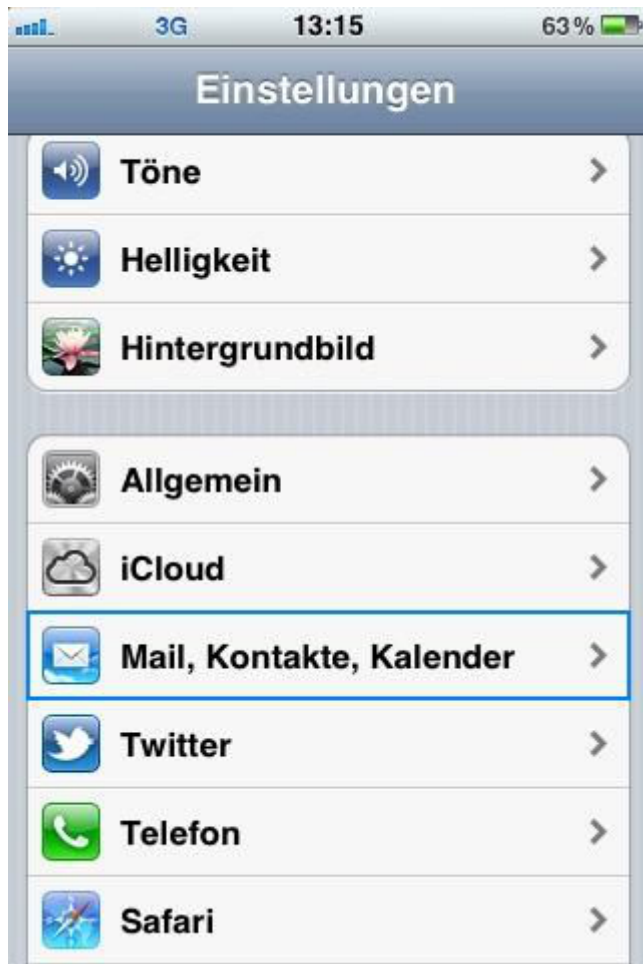 3G 13:15 63%
Einstellungen
Töne
Helligkeit
Hintergrundbild
Allgemein
iCloud
Mail, Kontakte, Kalender
Twitter
Telefon
Safari